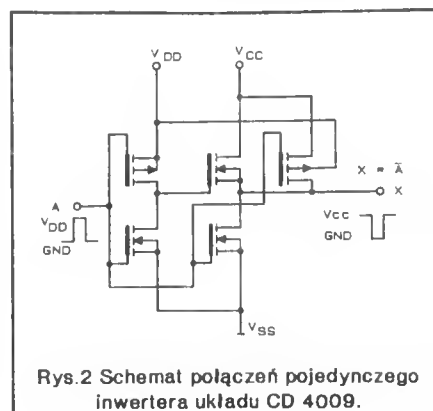 V DD V CC
X = A̅
A X
V DD Vcc
GND GND
V SS
Rys.2 Schemat połączeń pojedynczego
inwertera układu CD 4009.